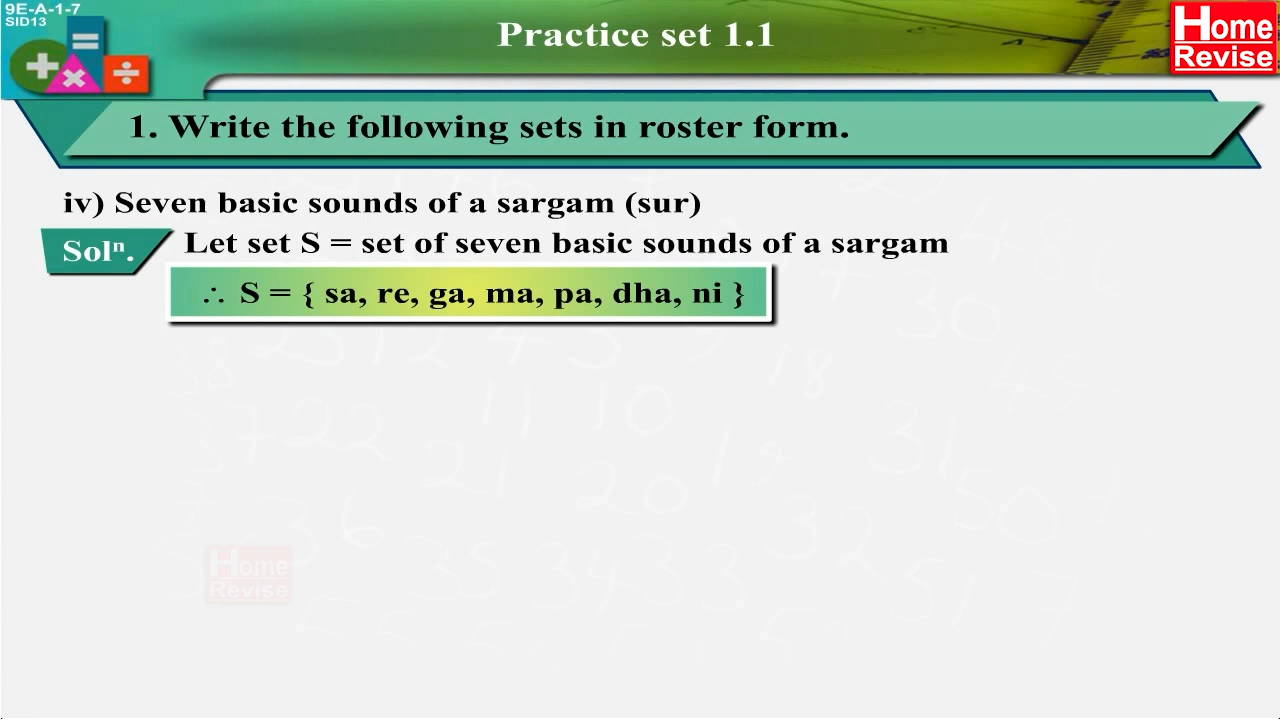 9E-A-1-7
SID13
Practice set 1.1
Home
Revise
1. Write the following sets in roster form.
iv) Seven basic sounds of a sargam (sur)
Solⁿ.
Let set S = set of seven basic sounds of a sargam
∴ S = { sa, re, ga, ma, pa, dha, ni }
Home
Revise